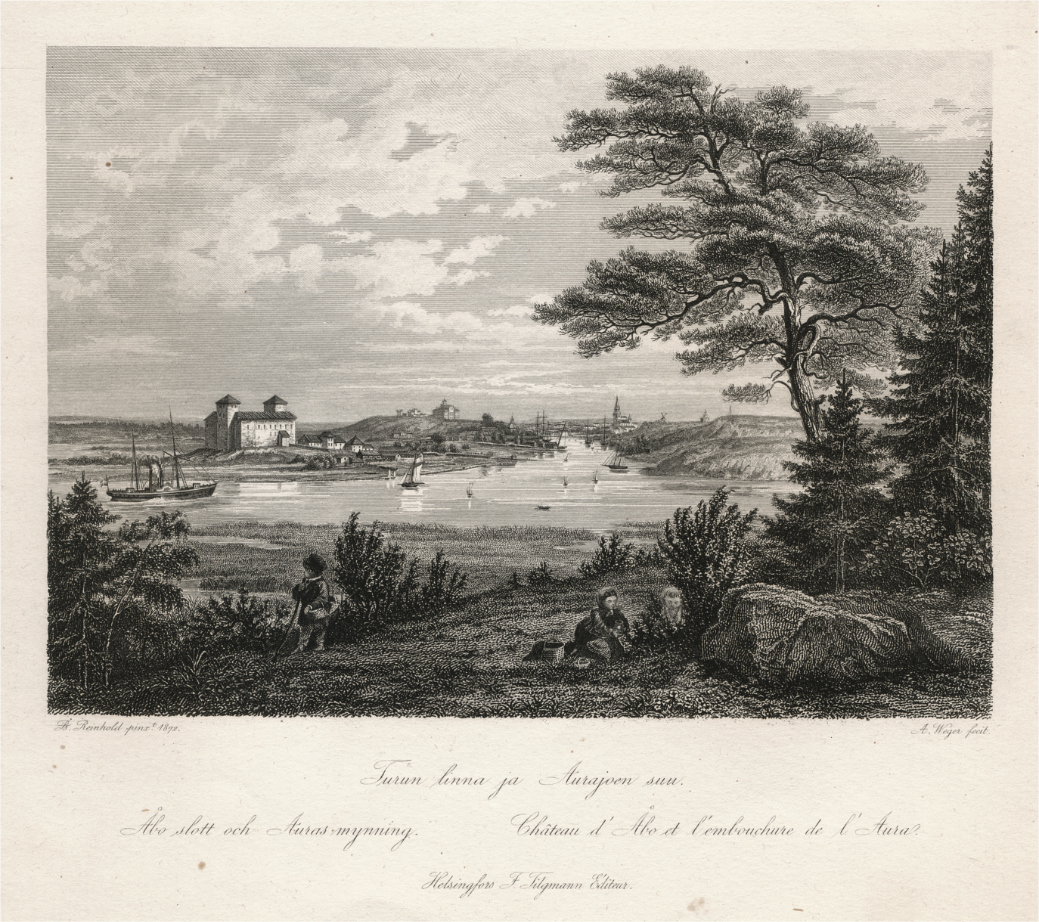 B. Reinhold pinx.t 1872.
A. Weger fecit.
Turun linna ja Aurajoen suu.
Åbo slott och Auras mynning.
Château d'Åbo et l'embouchure de l'Aura.
Helsingfors F. Tilgmann Editeur.